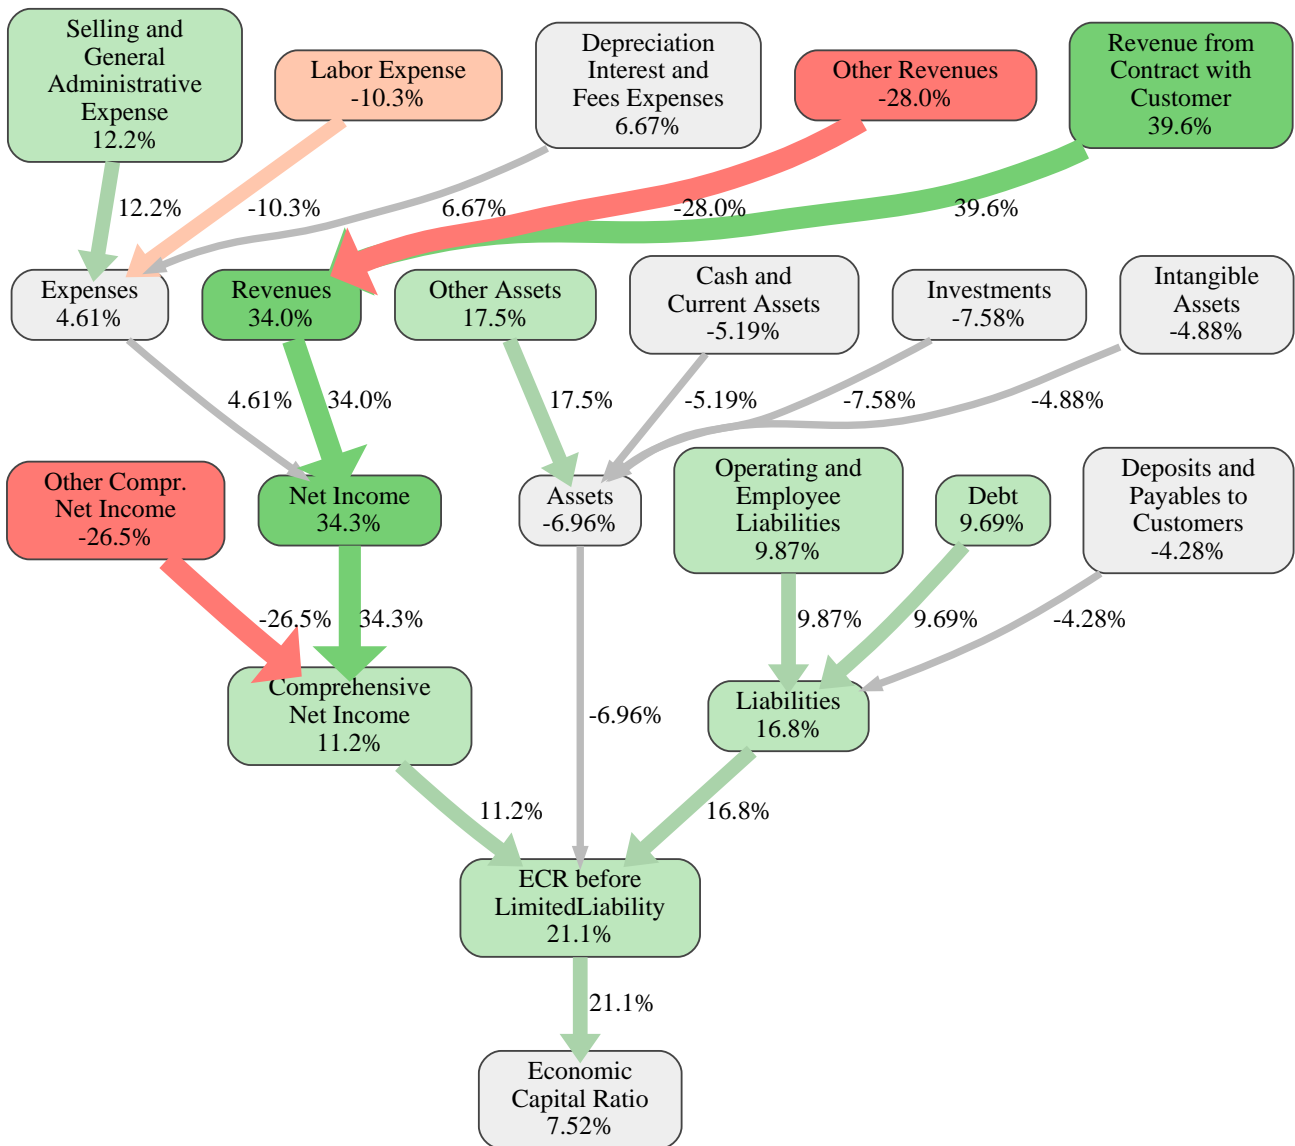 Selling and
General
Administrative
Expense
12.2%
Labor Expense
-10.3%
Depreciation
Interest and
Fees Expenses
6.67%
Other Revenues
-28.0%
Revenue from
Contract with
Customer
39.6%
12.2%
-10.3%
6.67%
-28.0%
39.6%
Expenses
4.61%
Revenues
34.0%
Other Assets
17.5%
Cash and
Current Assets
-5.19%
Investments
-7.58%
Intangible
Assets
-4.88%
4.61%
34.0%
17.5%
-5.19%
-7.58%
-4.88%
Other Compr.
Net Income
-26.5%
Net Income
34.3%
Assets
-6.96%
Operating and
Employee
Liabilities
9.87%
Debt
9.69%
Deposits and
Payables to
Customers
-4.28%
-26.5%
34.3%
9.87%
9.69%
-4.28%
Comprehensive
Net Income
11.2%
-6.96%
Liabilities
16.8%
11.2%
16.8%
ECR before
LimitedLiability
21.1%
21.1%
Economic
Capital Ratio
7.52%